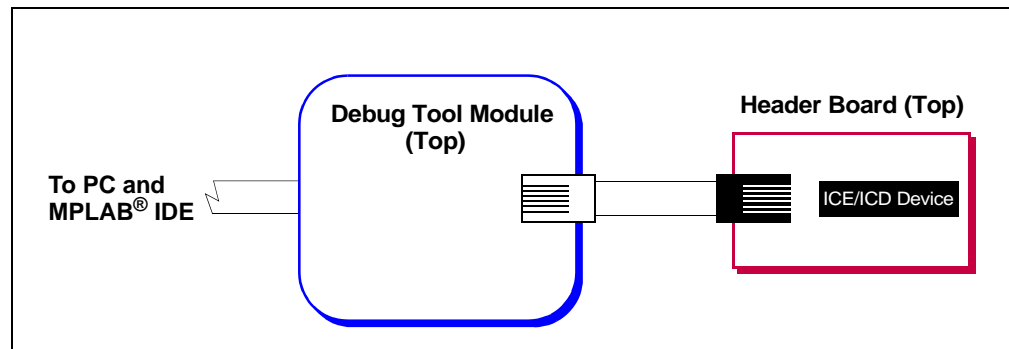 Debug Tool Module
(Top)
Header Board (Top)
To PC and
MPLAB® IDE
ICE/ICD Device